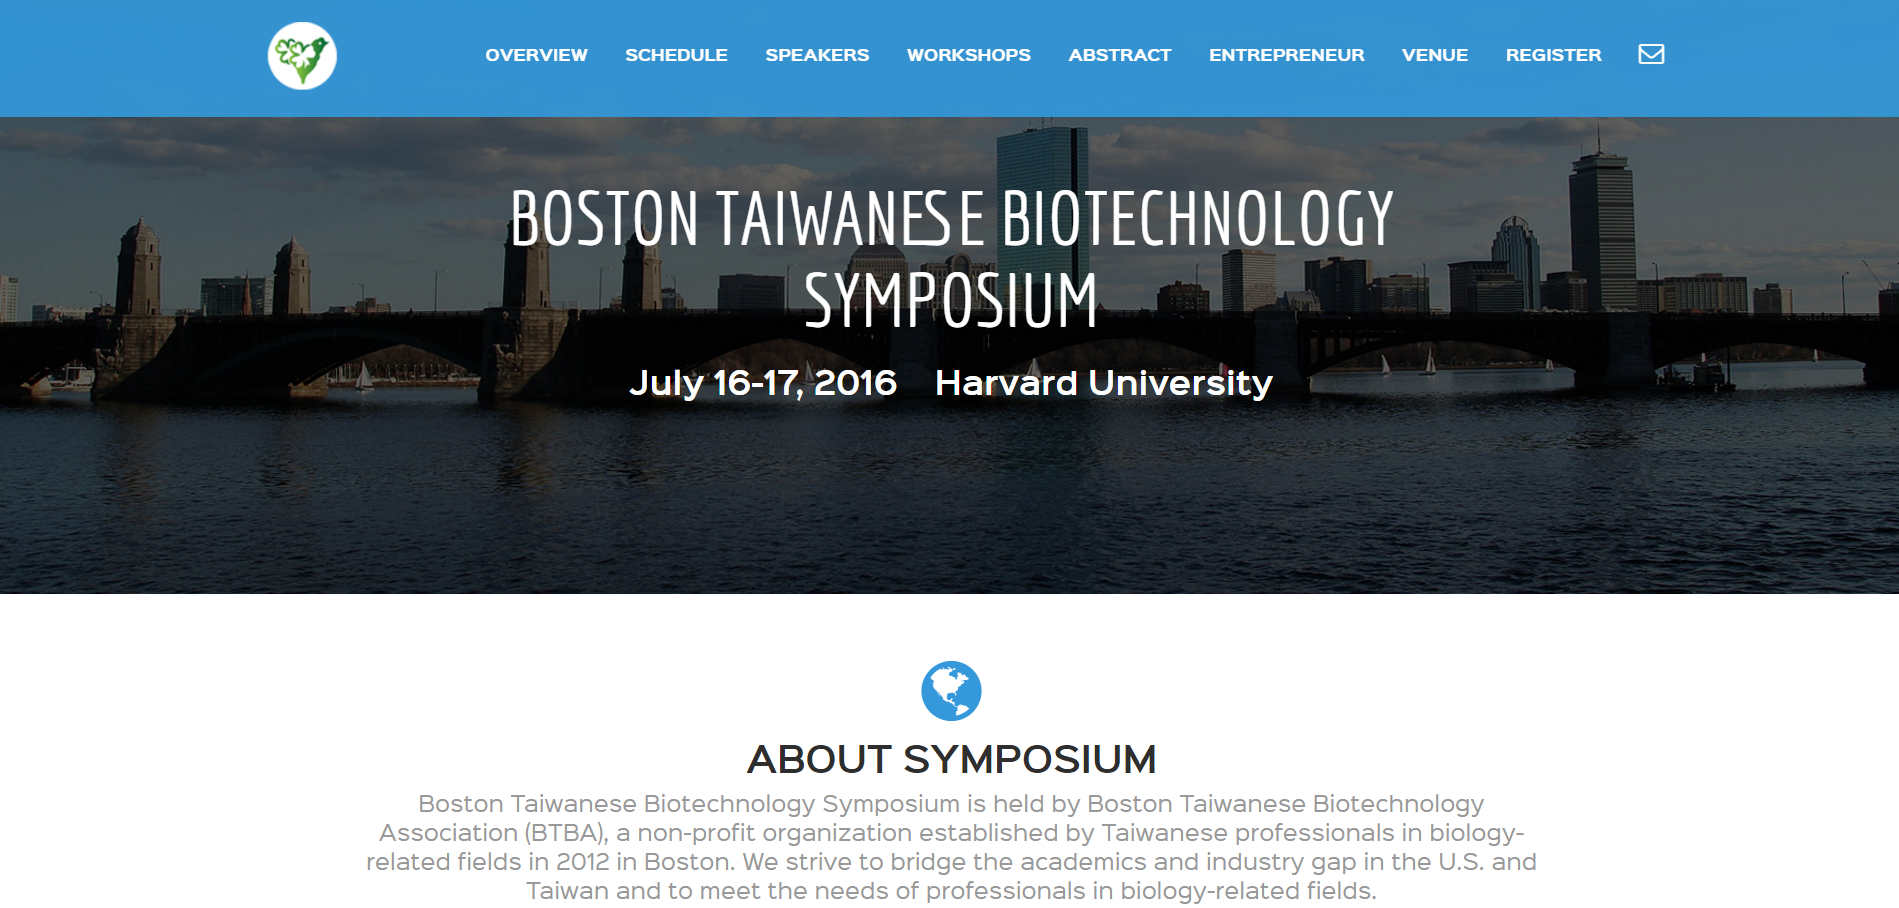 OVERVIEW SCHEDULE SPEAKERS WORKSHOPS ABSTRACT ENTREPRENEUR VENUE REGISTER
BOSTON TAIWANESE BIOTECHNOLOGY
SYMPOSIUM
July 16-17, 2016 Harvard University
ABOUT SYMPOSIUM
Boston Taiwanese Biotechnology Symposium is held by Boston Taiwanese Biotechnology
Association (BTBA), a non-profit organization established by Taiwanese professionals in biology-
related fields in 2012 in Boston. We strive to bridge the academics and industry gap in the U.S. and
Taiwan and to meet the needs of professionals in biology-related fields.